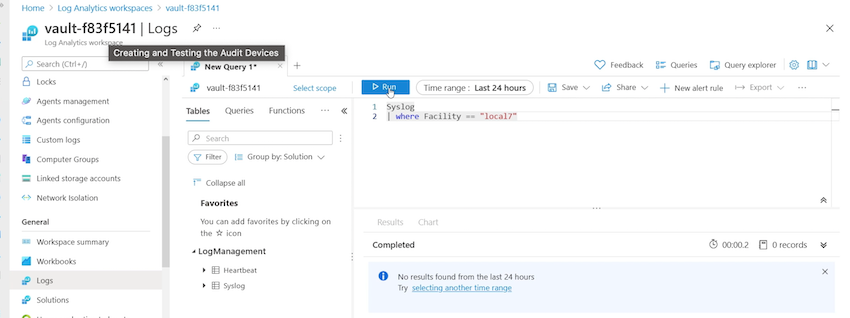 Home > Log Analytics workspaces > vault-f83f5141
vault-f83f5141 | Logs
Log Analytics workspace
Creating and Testing the Audit Devices
Search (Ctrl+/)
Locks
Agents management
Agents configuration
Custom logs
Computer Groups
Linked storage accounts
Network Isolation
General
Workspace summary
Workbooks
Logs
Solutions
New Query 1*
Feedback
Queries
Query explorer
vault-f83f5141
Select scope
Run
Time range : Last 24 hours
Save
Share
New alert rule
Export
Tables
Queries
Functions
Search
Filter
Group by: Solution
Collapse all
Favorites
You can add favorites by clicking on
the ☆ icon
LogManagement
Heartbeat
Syslog
1 Syslog
2 | where Facility == "local7"
Results
Chart
Completed
00:00.2
0 records
No results found from the last 24 hours
Try selecting another time range